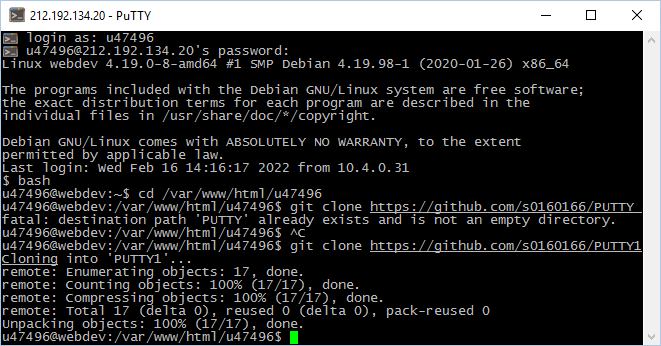 212.192.134.20 - PuTTY
login as: u47496
u47496@212.192.134.20's password:
Linux webdev 4.19.0-8-amd64 #1 SMP Debian 4.19.98-1 (2020-01-26) x86_64
The programs included with the Debian GNU/Linux system are free software;
the exact distribution terms for each program are described in the
individual files in /usr/share/doc/*/copyright.
Debian GNU/Linux comes with ABSOLUTELY NO WARRANTY, to the extent
permitted by applicable law.
Last login: Wed Feb 16 14:16:17 2022 from 10.4.0.31
$ bash
u47496@webdev:~$ cd /var/www/html/u47496
u47496@webdev:/var/www/html/u47496$ git clone https://github.com/s0160166/PUTTY
fatal: destination path 'PUTTY' already exists and is not an empty directory.
u47496@webdev:/var/www/html/u47496$ ^C
u47496@webdev:/var/www/html/u47496$ git clone https://github.com/s0160166/PUTTY1
Cloning into 'PUTTY1'...
remote: Enumerating objects: 17, done.
remote: Counting objects: 100% (17/17), done.
remote: Compressing objects: 100% (17/17), done.
remote: Total 17 (delta 0), reused 0 (delta 0), pack-reused 0
Unpacking objects: 100% (17/17), done.
u47496@webdev:/var/www/html/u47496$